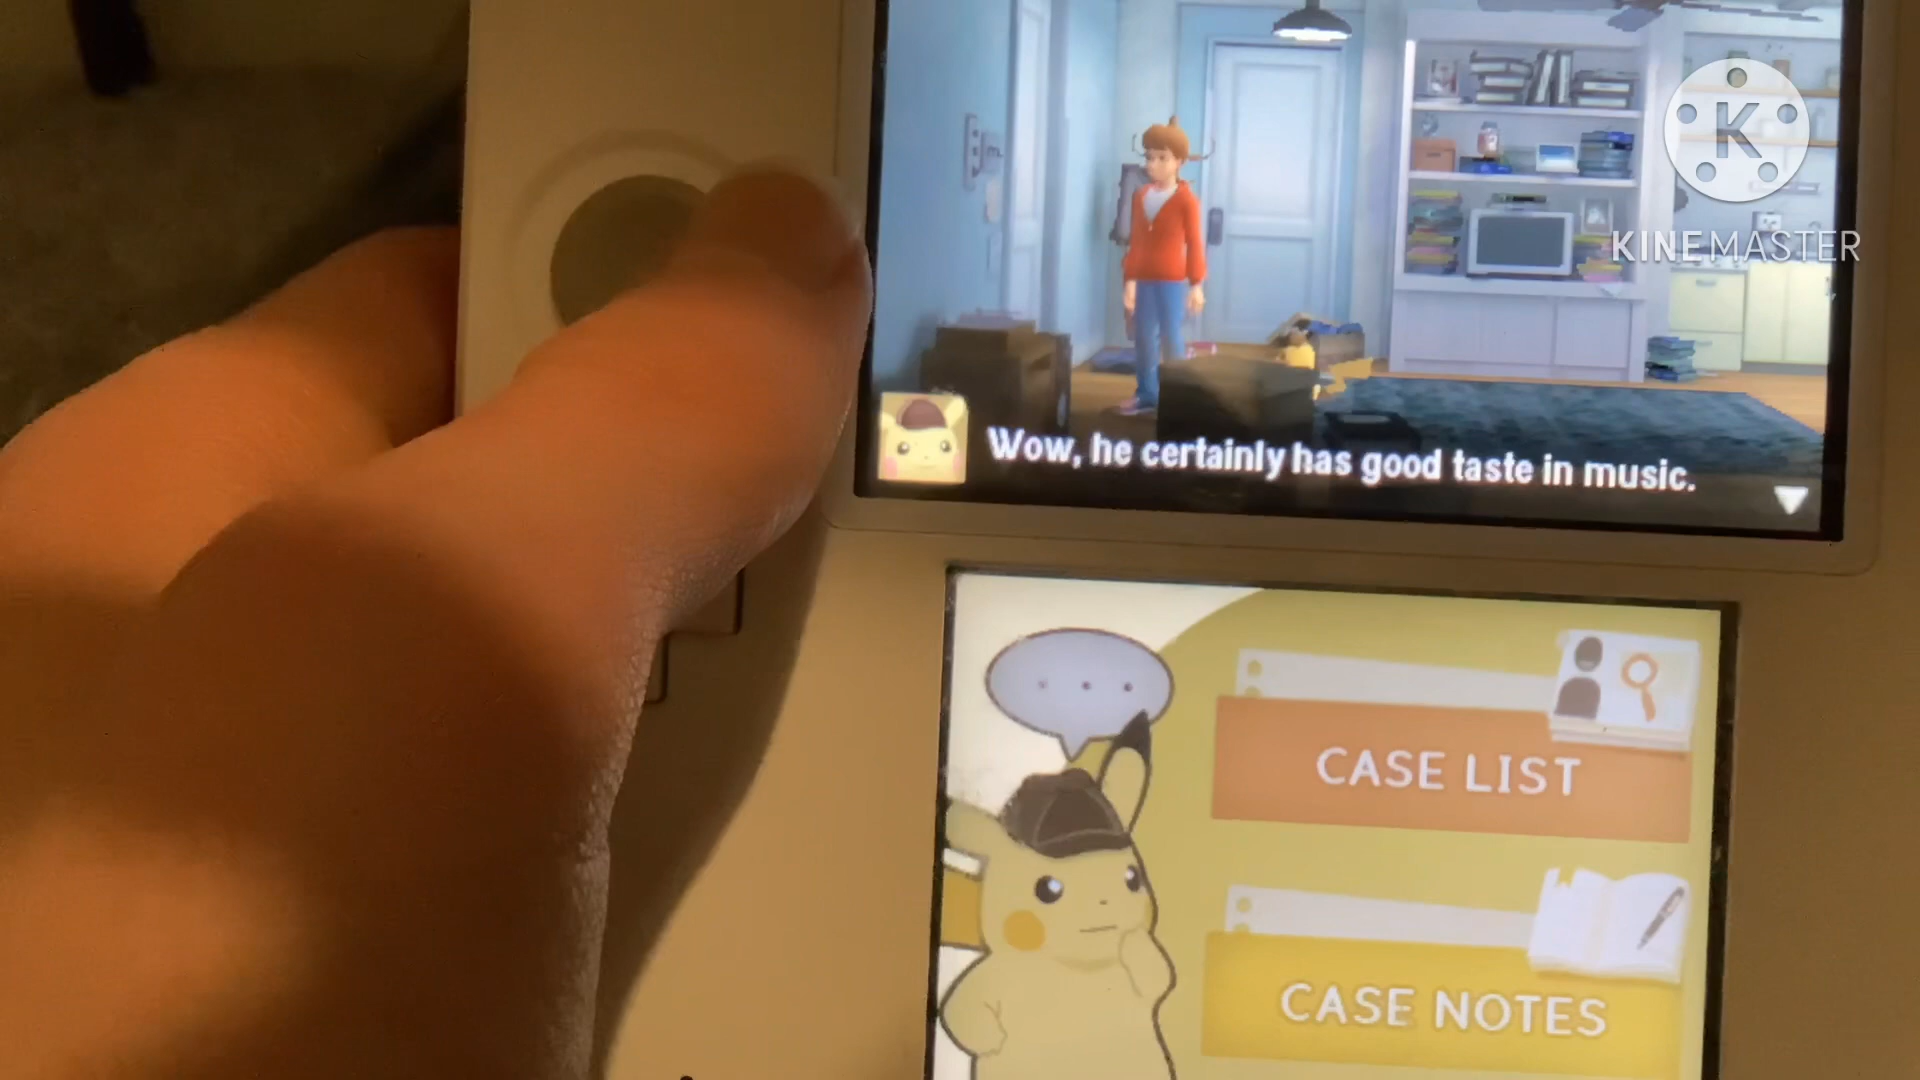 K
KINEMASTER
Wow, he certainly has good taste in music.
CASE LIST
CASE NOTES